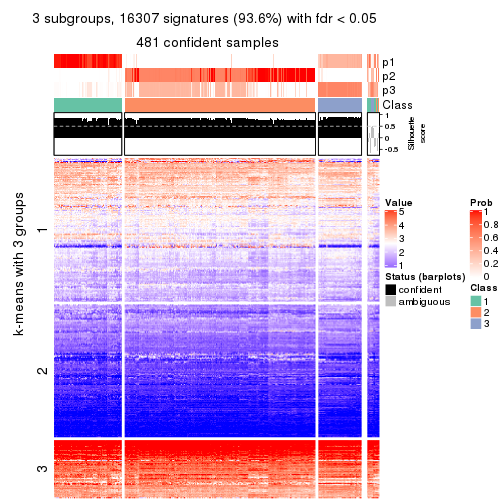 3 subgroups, 16307 signatures (93.6%) with fdr < 0.05
481 confident samples
p1
p2
p3
Class
1
0.5
0
-0.5
Silhouette
score
k-means with 3 groups
1
2
3
Value
5
4
3
2
1
Status (barplots)
confident
ambiguous
Prob
1
0.8
0.6
0.4
0.2
0
Class
1
2
3